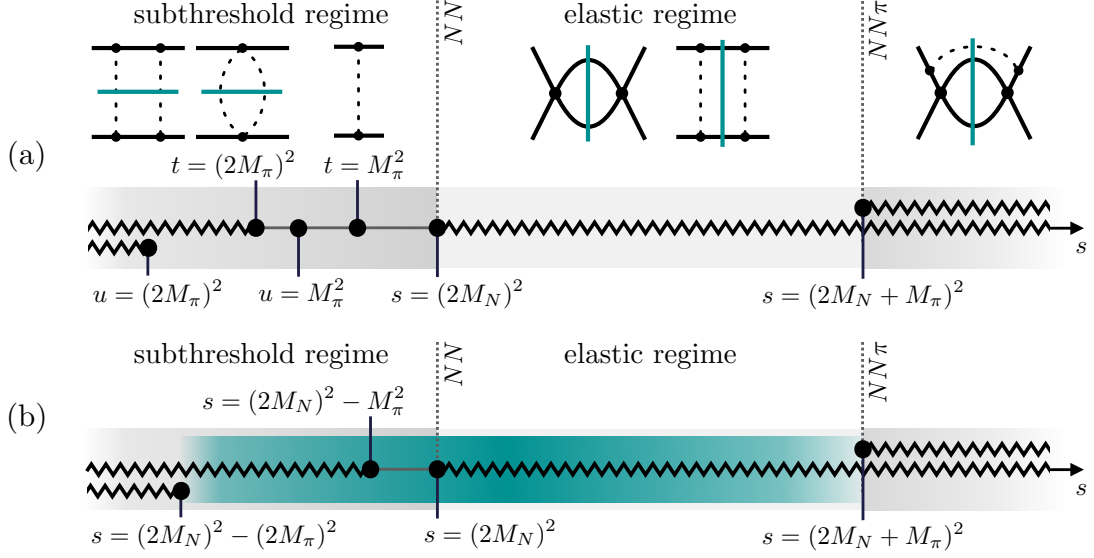 subthreshold regime
NN
elastic regime
NNπ
(a)
t = (2M_π)^2
t = M_π^2
s
u = (2M_π)^2
u = M_π^2
s = (2M_N)^2
s = (2M_N + M_π)^2
subthreshold regime
NN
elastic regime
NNπ
s = (2M_N)^2 − M_π^2
(b)
s
s = (2M_N)^2 − (2M_π)^2
s = (2M_N)^2
s = (2M_N + M_π)^2